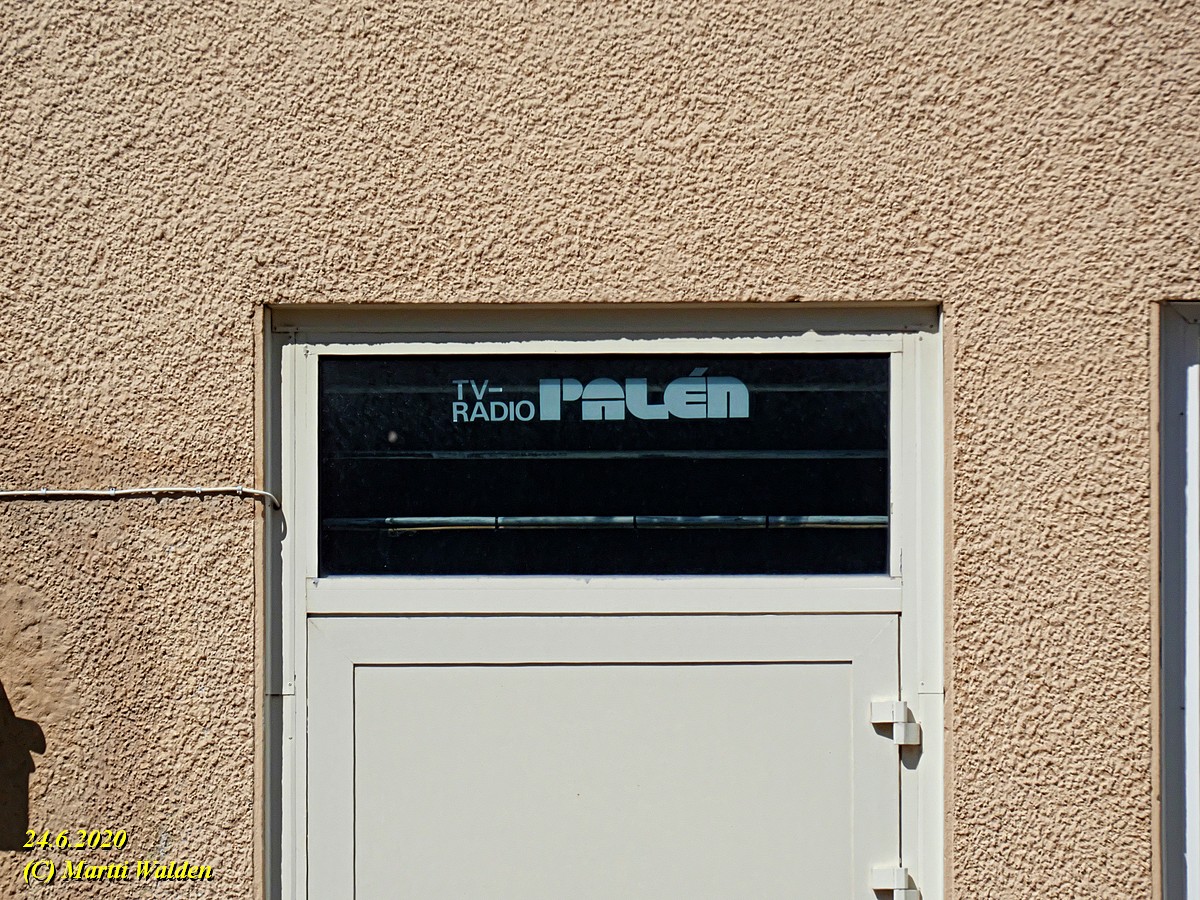 TV-
RADIO PALÉN
24.6.2020
(C) Martti Walden